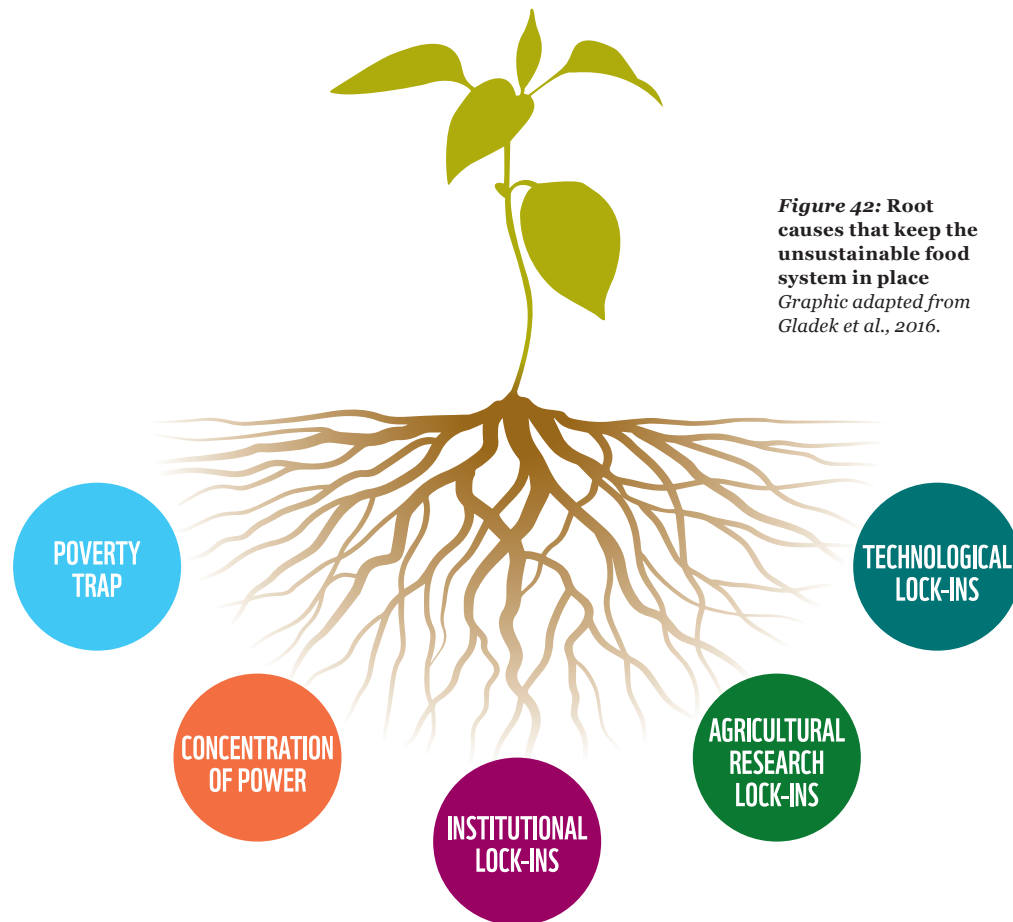 Figure 42: Root
causes that keep the
unsustainable food
system in place
Graphic adapted from
Gladek et al., 2016.
POVERTY
TRAP
CONCENTRATION
OF POWER
INSTITUTIONAL
LOCK-INS
AGRICULTURAL
RESEARCH
LOCK-INS
TECHNOLOGICAL
LOCK-INS